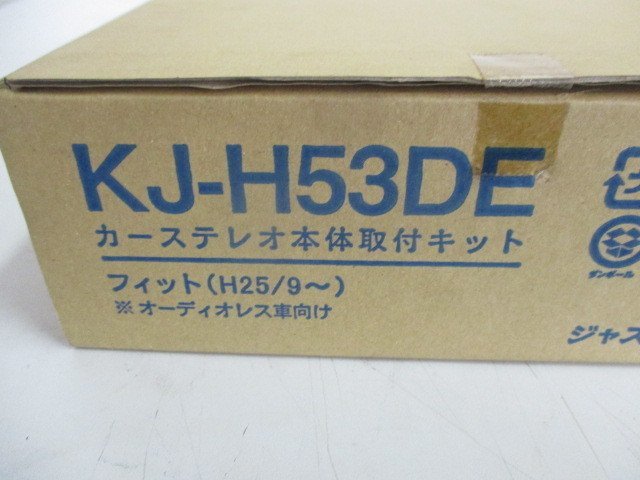 KJ-H53DE
カーステレオ本体取付キット
フィット(H25/9〜)
※オーディオレス車向け
ダンボール
ジャス